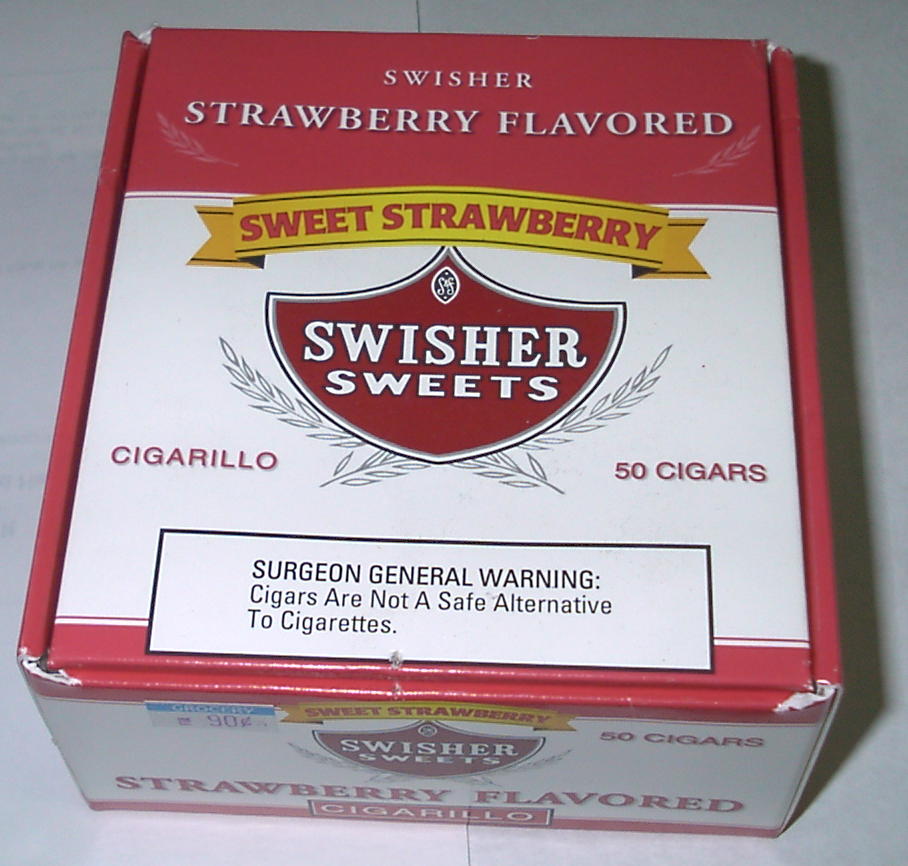 SWISHER
STRAWBERRY FLAVORED
SWEET STRAWBERRY
S&S
SWISHER
SWEETS
CIGARILLO
50 CIGARS
SURGEON GENERAL WARNING:
Cigars Are Not A Safe Alternative
To Cigarettes.
GROCERY
90¢
SWEET STRAWBERRY
SWISHER
SWEETS
50 CIGARS
STRAWBERRY FLAVORED
CIGARILLO